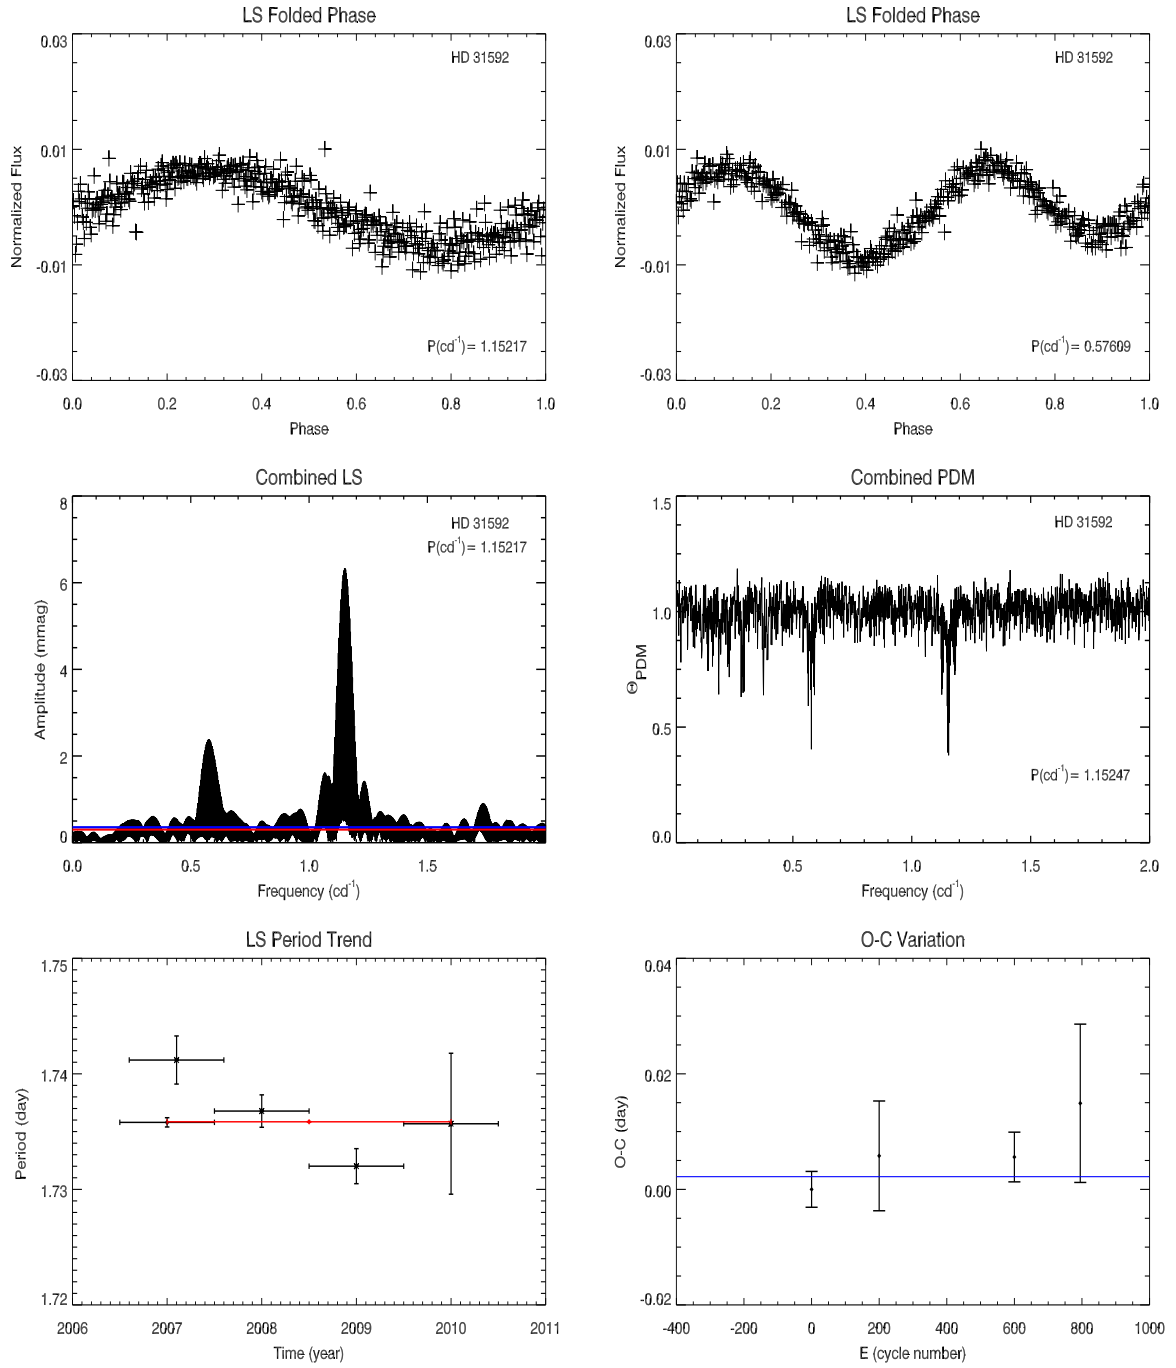 LS Folded Phase
0.03
0.01
-0.01
-0.03
Normalized Flux
HD 31592
P(cd-1)= 1.15217
0.0 0.2 0.4 0.6 0.8 1.0
Phase
LS Folded Phase
0.03
0.01
-0.01
-0.03
Normalized Flux
HD 31592
P(cd-1)= 0.57609
0.0 0.2 0.4 0.6 0.8 1.0
Phase
Combined LS
8
6
4
2
0
Amplitude (mmag)
HD 31592
P(cd-1)= 1.15217
0.0 0.5 1.0 1.5
Frequency (cd-1)
Combined PDM
1.5
1.0
0.5
0.0
ΘPDM
HD 31592
P(cd-1)= 1.15247
0.5 1.0 1.5 2.0
Frequency (cd-1)
LS Period Trend
1.75
1.74
1.73
1.72
Period (day)
2006 2007 2008 2009 2010 2011
Time (year)
O-C Variation
0.04
0.02
0.00
-0.02
O-C (day)
-400 -200 0 200 400 600 800 1000
E (cycle number)